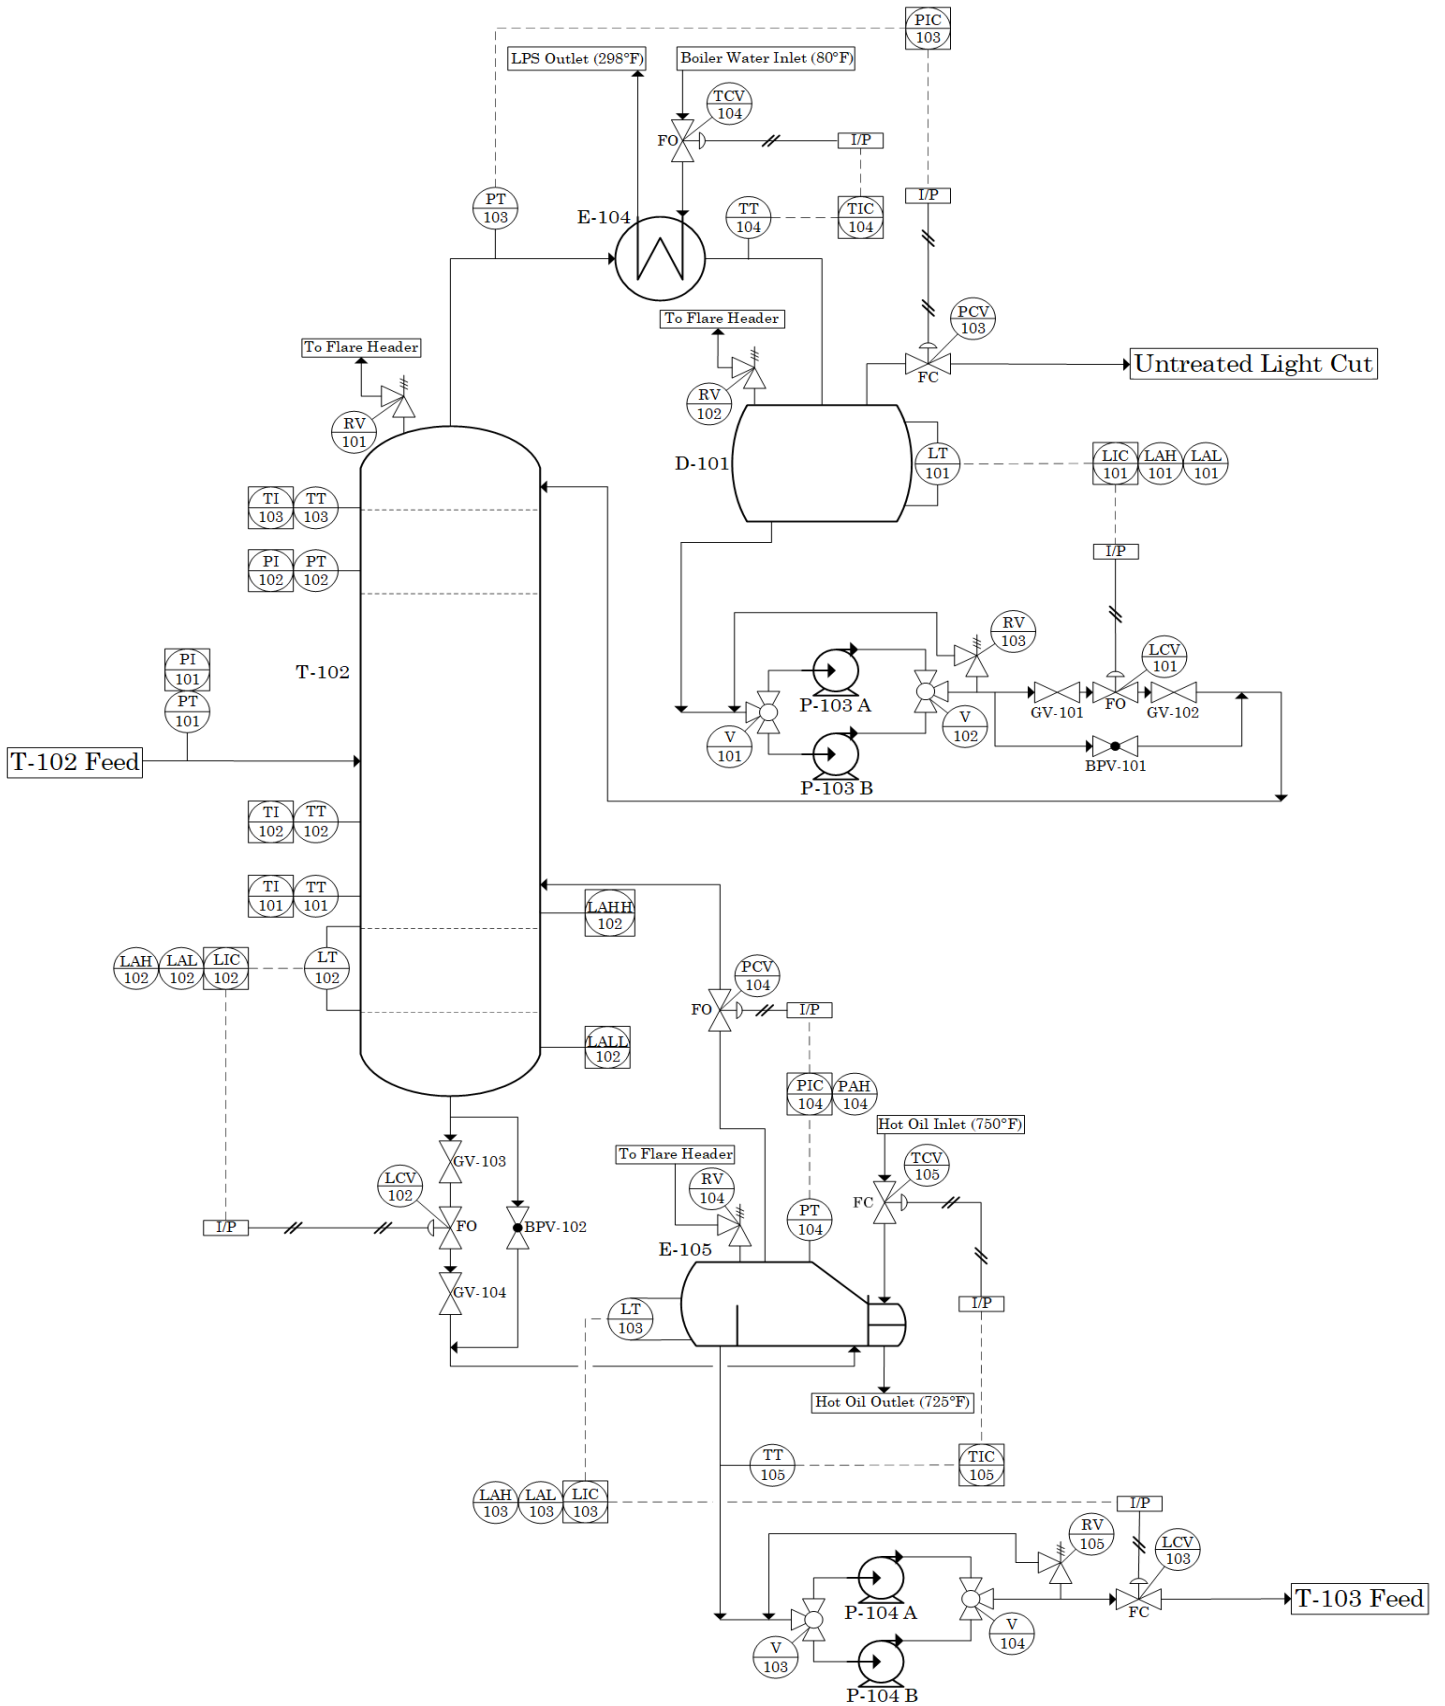 PIC
103
LPS Outlet (298°F)
Boiler Water Inlet (80°F)
TCV
104
FO
I/P
I/P
PT
103
E-104
TT
104
TIC
104
PCV
103
To Flare Header
FC
Untreated Light Cut
To Flare Header
RV
102
RV
101
D-101
LT
101
LIC
101
LAH
101
LAL
101
TI
103
TT
103
I/P
PI
102
PT
102
RV
103
LCV
101
PI
101
PT
101
T-102
P-103 A
V
101
V
102
GV-101
FO
GV-102
T-102 Feed
BPV-101
P-103 B
TI
102
TT
102
TI
101
TT
101
LAHH
102
LAH
102
LAL
102
LIC
102
LT
102
PCV
104
FO
I/P
LALL
102
PIC
104
PAH
104
Hot Oil Inlet (750°F)
To Flare Header
GV-103
TCV
105
LCV
102
RV
104
FC
PT
104
I/P
FO
BPV-102
E-105
GV-104
LT
103
I/P
Hot Oil Outlet (725°F)
TT
105
TIC
105
LAH
103
LAL
103
LIC
103
I/P
RV
105
LCV
103
P-104 A
FC
T-103 Feed
V
103
V
104
P-104 B